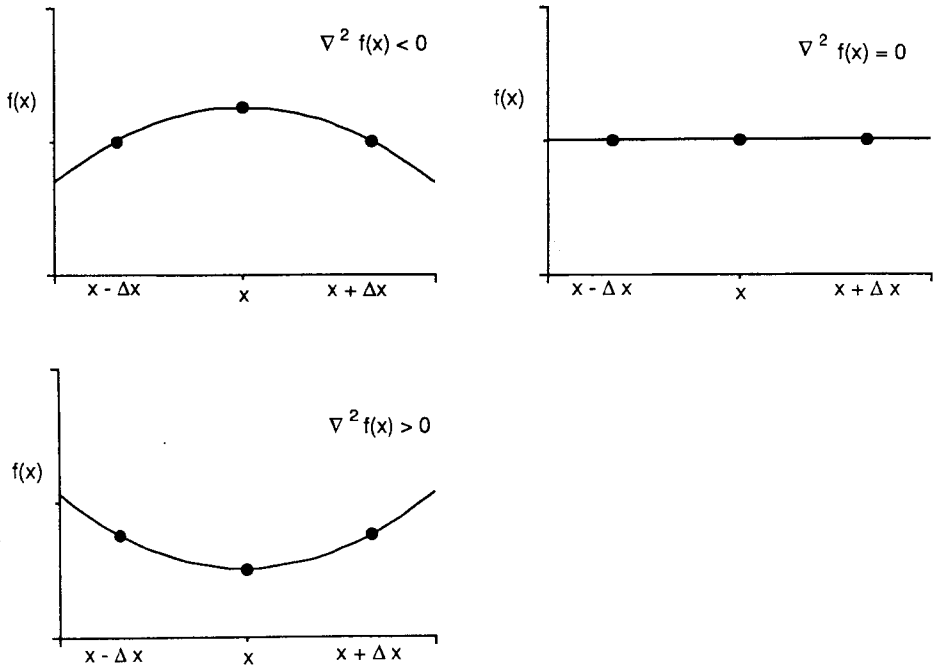 ∇² f(x) < 0
f(x)
x - Δx
x
x + Δx
∇² f(x) = 0
f(x)
x - Δ x
x
x + Δ x
∇² f(x) > 0
f(x)
x - Δ x
x
x + Δ x